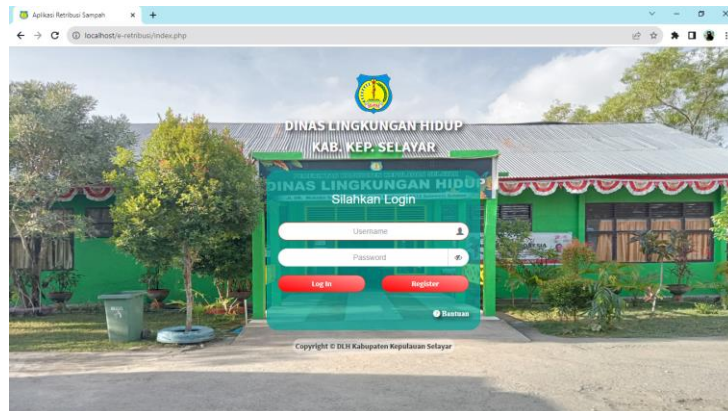 Aplikasi Retribusi Sampah
localhost/e-retribusi/index.php
DINAS LINGKUNGAN HIDUP
KAB. KEP. SELAYAR
DINAS LINGKUNGAN HIDUP
Silahkan Login
Username
Password
Log In
Register
Bantuan
Copyright © DLH Kabupaten Kepulauan Selayar